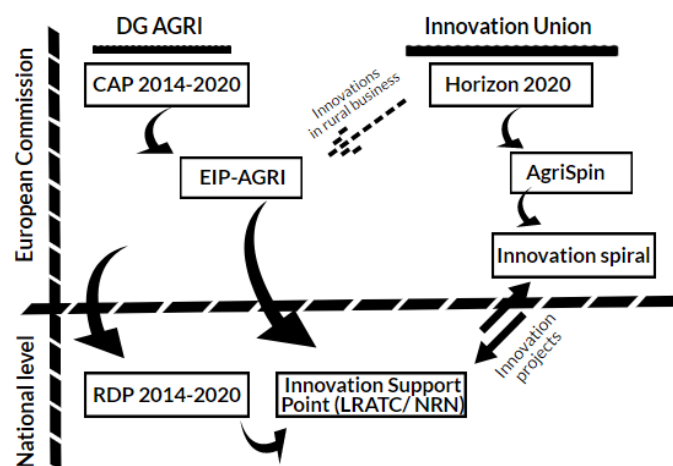 DG AGRI
Innovation Union
CAP 2014-2020
Innovations
in rural business
Horizon 2020
European Commission
EIP-AGRI
AgriSpin
Innovation spiral
National level
RDP 2014-2020
Innovation Support
Point (LRATC/ NRN)
Innovation
projects